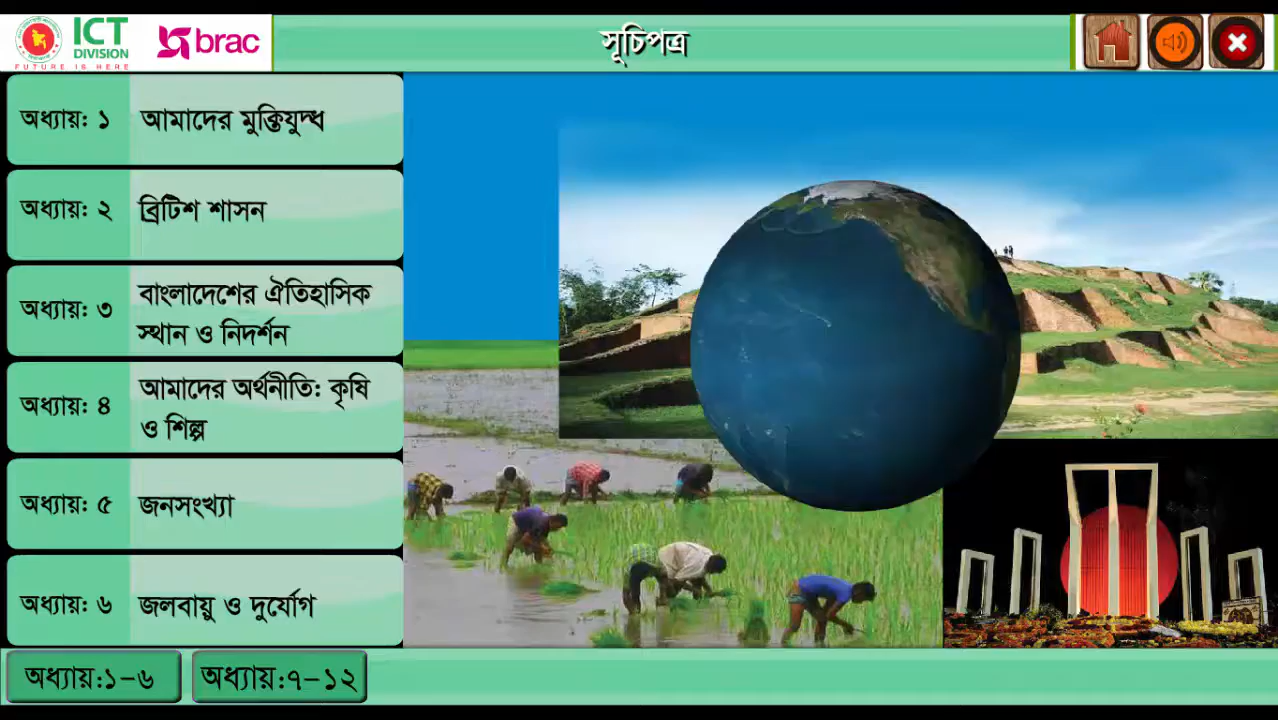 ICT
DIVISION
FUTURE IS HERE
brac
সূচিপত্র
অধ্যায়: ১
আমাদের মুক্তিযুদ্ধ
অধ্যায়: ২
ব্রিটিশ শাসন
অধ্যায়: ৩
বাংলাদেশের ঐতিহাসিক
স্থান ও নিদর্শন
অধ্যায়: ৪
আমাদের অর্থনীতি: কৃষি
ও শিল্প
অধ্যায়: ৫
জনসংখ্যা
অধ্যায়: ৬
জলবায়ু ও দুর্যোগ
অধ্যায়:১-৬
অধ্যায়:৭-১২